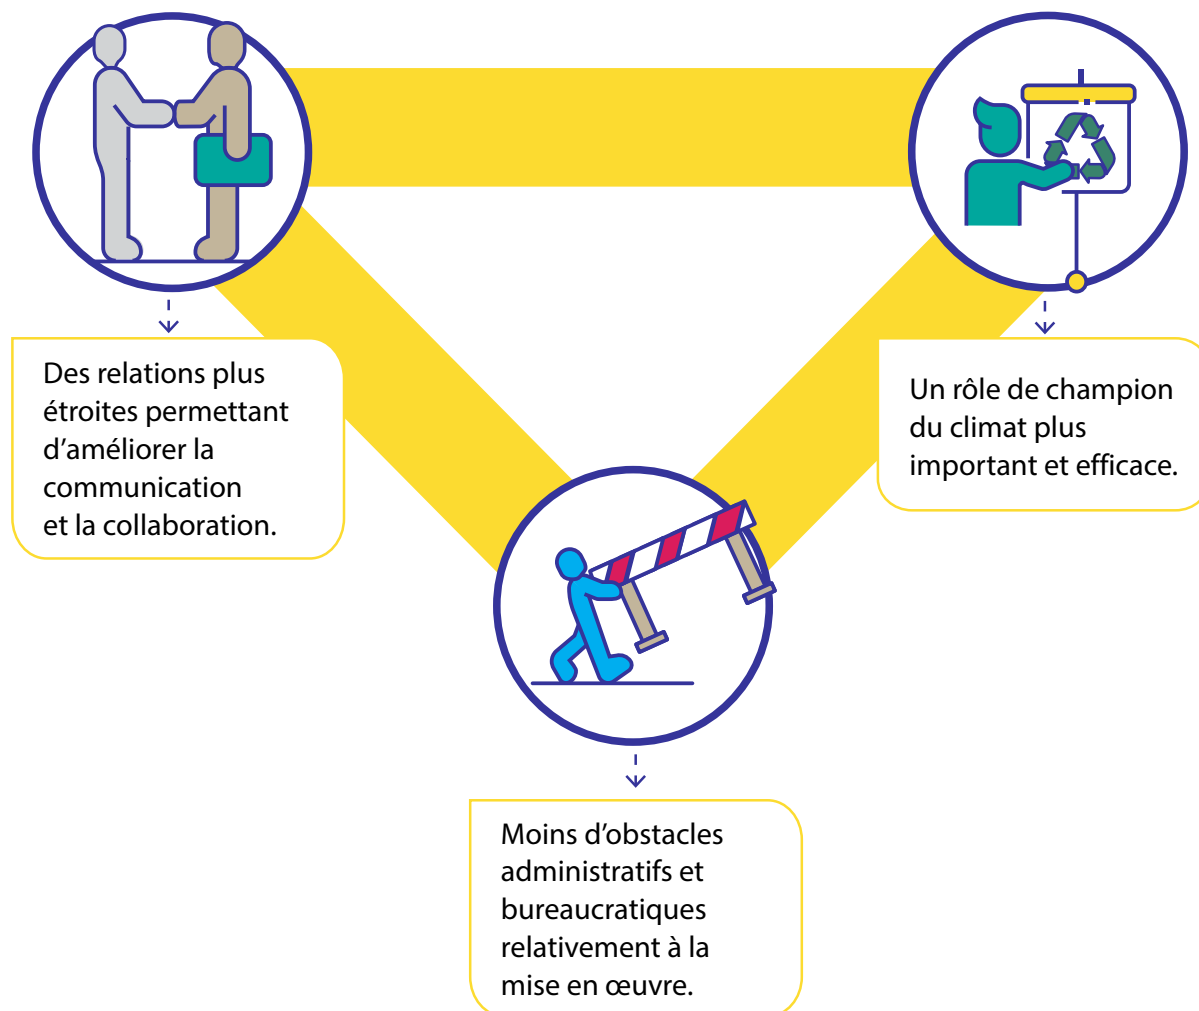 Des relations plus
étroites permettant
d’améliorer la
communication
et la collaboration.
Un rôle de champion
du climat plus
important et efficace.
Moins d’obstacles
administratifs et
bureaucratiques
relativement à la
mise en œuvre.